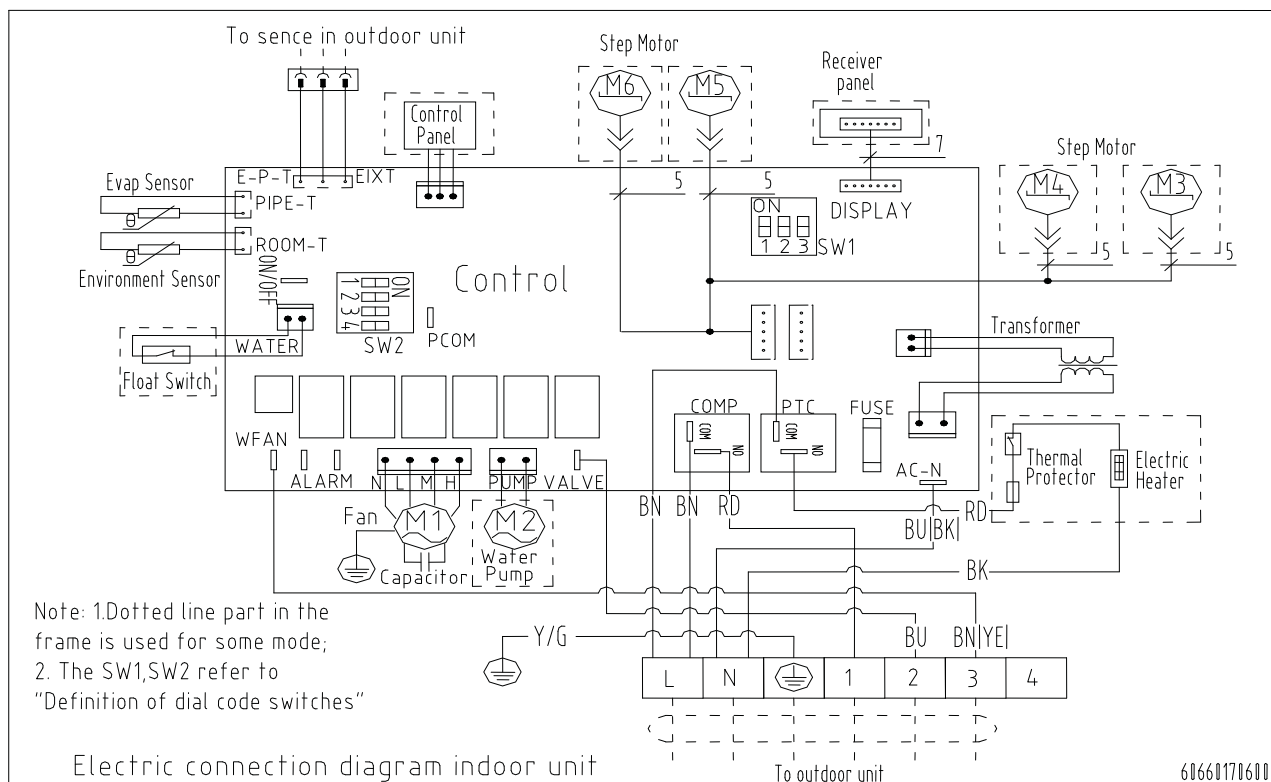 To sence in outdoor unit
Step Motor
M6
M5
Receiver
panel
Control
Panel
7
Step Motor
M4
M3
E-P-T
EIXT
Evap Sensor
PIPE-T
θ
5
5
ON
1 2 3
SW1
DISPLAY
5
5
ROOM-T
θ
Environment Sensor
ON/OFF
Control
1
2
3
4
ON
SW2
PCOM
WATER
Float Switch
Transformer
COMP
COM
NO
PTC
COM
NO
FUSE
WFAN
ALARM
N L M H
PUMP
VALVE
AC-N
Thermal
Protector
Electric
Heater
BN
BN
RD
RD
BU|BK|
Fan
M1
Capacitor
M2
Water
Pump
BK
Note: 1.Dotted line part in the
frame is used for some mode;
2. The SW1,SW2 refer to
"Definition of dial code switches"
Y/G
BU
BN|YE|
L
N
1
2
3
4
Electric connection diagram indoor unit
To outdoor unit
60660170600